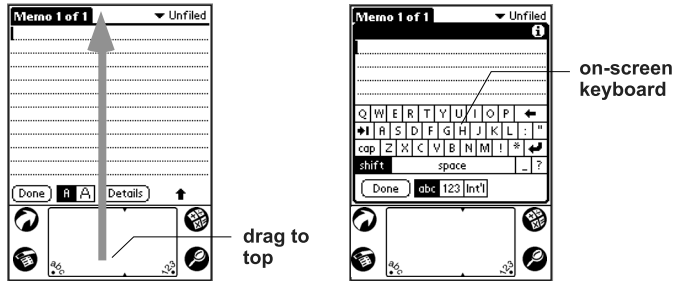 Memo 1 of 1 Unfiled
Done A A Details
abc 123
drag to
top
Memo 1 of 1 Unfiled
i
Q W E R T Y U I O P
A S D F G H J K L : "
cap Z X C V B N M ! *
shift space _ ?
Done abc 123 Int'l
abc 123
on-screen
keyboard